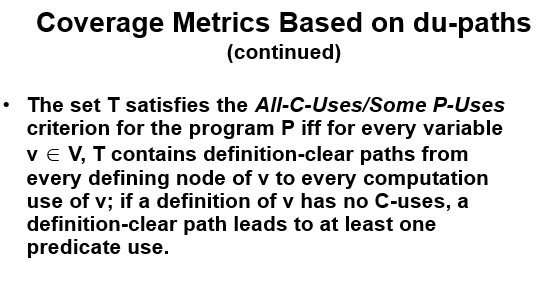 Coverage Metrics Based on du-paths
(continued)
• The set T satisfies the All-C-Uses/Some P-Uses
criterion for the program P iff for every variable
v ∈ V, T contains definition-clear paths from
every defining node of v to every computation
use of v; if a definition of v has no C-uses, a
definition-clear path leads to at least one
predicate use.